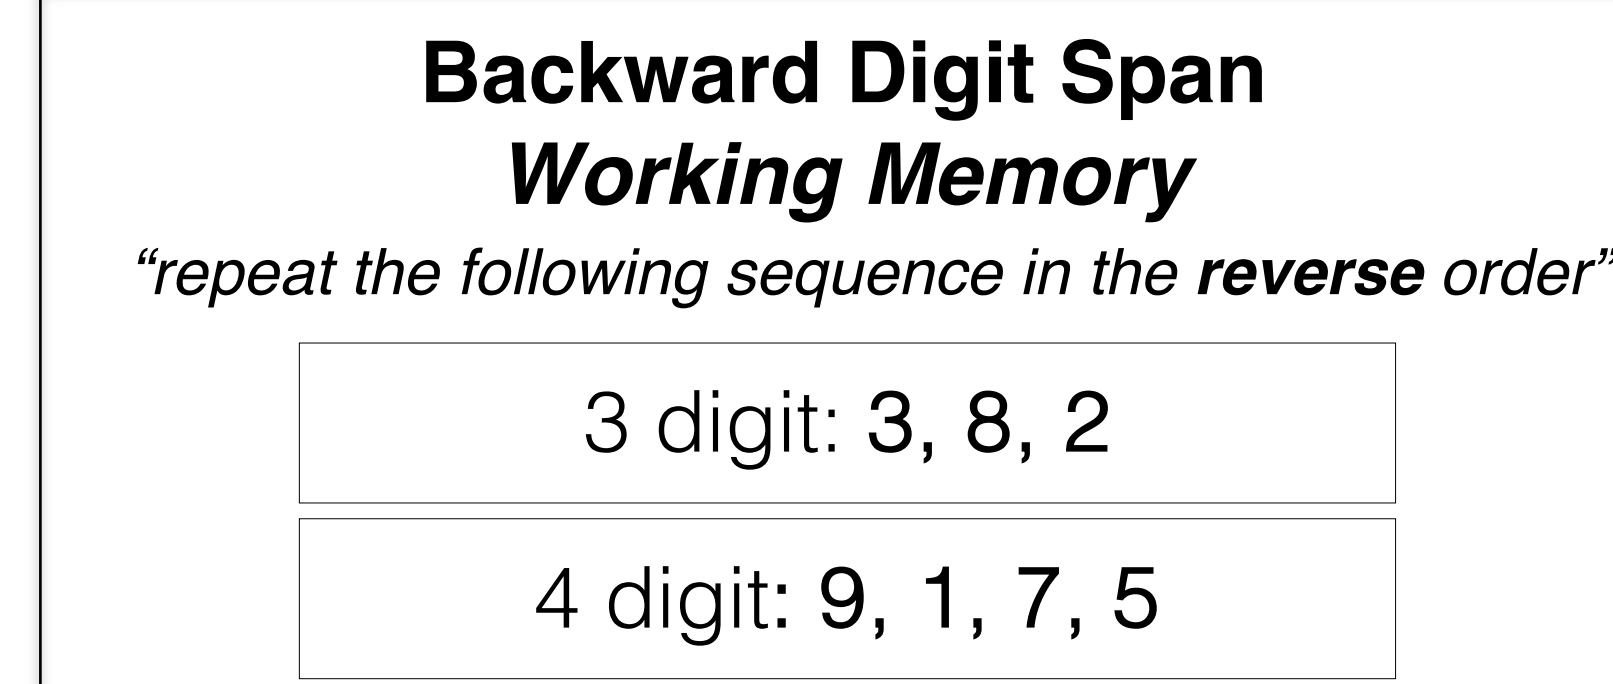 Backward Digit Span
Working Memory
“repeat the following sequence in the reverse order”
3 digit: 3, 8, 2
4 digit: 9, 1, 7, 5